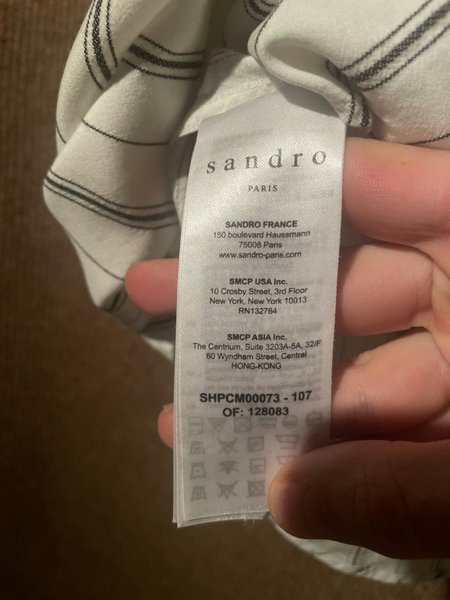 sandro
PARIS
SANDRO FRANCE
150 boulevard Haussmann
75008 Paris
www.sandro-paris.com
SMCP USA Inc.
10 Crosby Street, 3rd Floor
New York, New York 10013
RN132784
SMCP ASIA Inc.
The Centrium, Suite 3203A-5A, 32/F
60 Wyndham Street, Central
HONG-KONG
SHPCM00073 - 107
OF: 128083